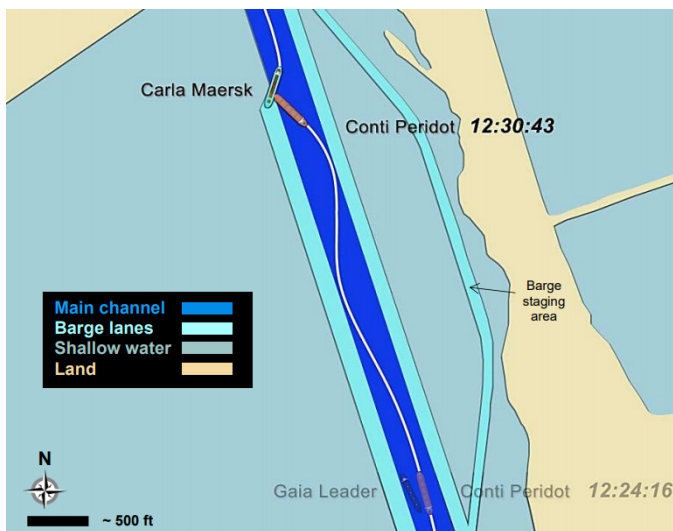 Carla Maersk
Conti Peridot 12:30:43
Barge
staging
area
Main channel
Barge lanes
Shallow water
Land
N
~ 500 ft
Gaia Leader
Conti Peridot 12:24:16